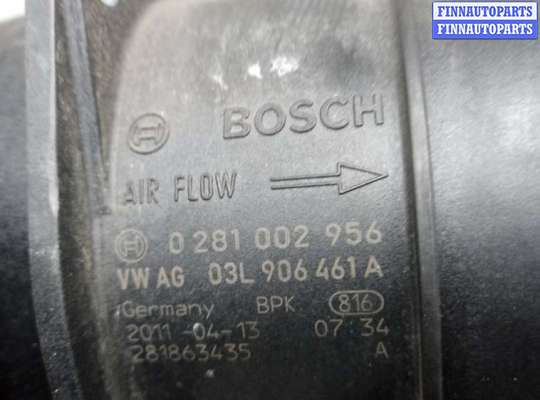 FINNAUTOPARTS
FINNAUTOPARTS
BOSCH
AIR FLOW
0 281 002 956
VW AG 03L 906 461 A
Germany BPK 816
2011-04-13 07:34
281863435 A